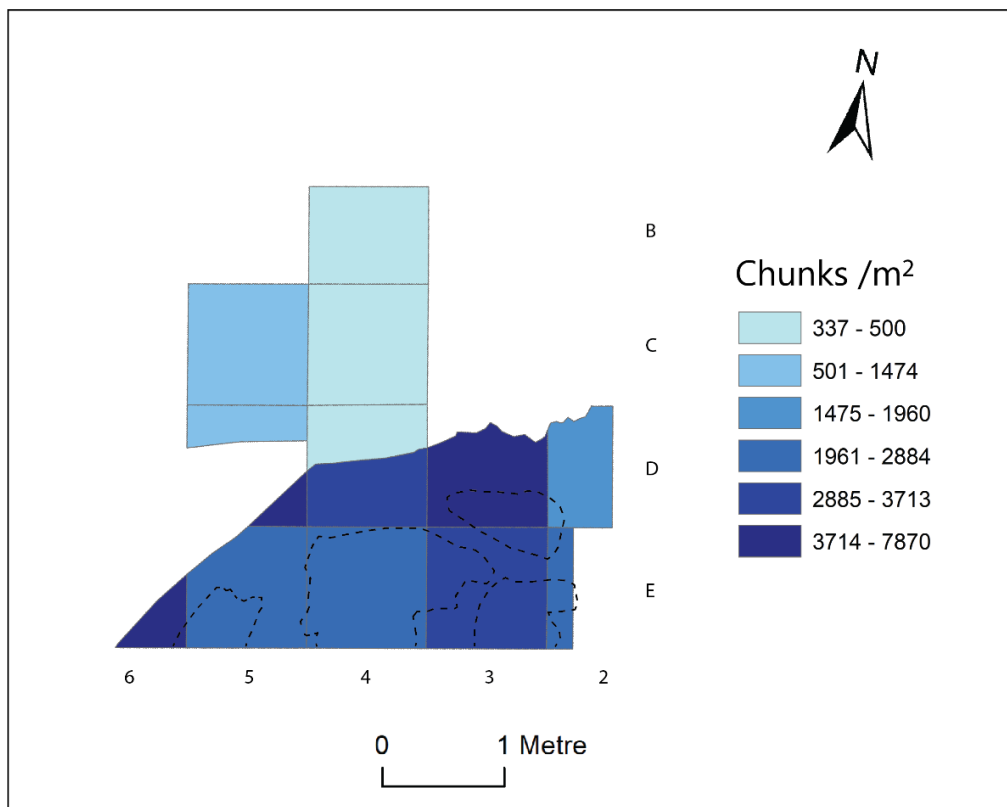 N
B
Chunks /m²
337 - 500
C
501 - 1474
1475 - 1960
D
1961 - 2884
2885 - 3713
3714 - 7870
E
6 5 4 3 2
0 1 Metre